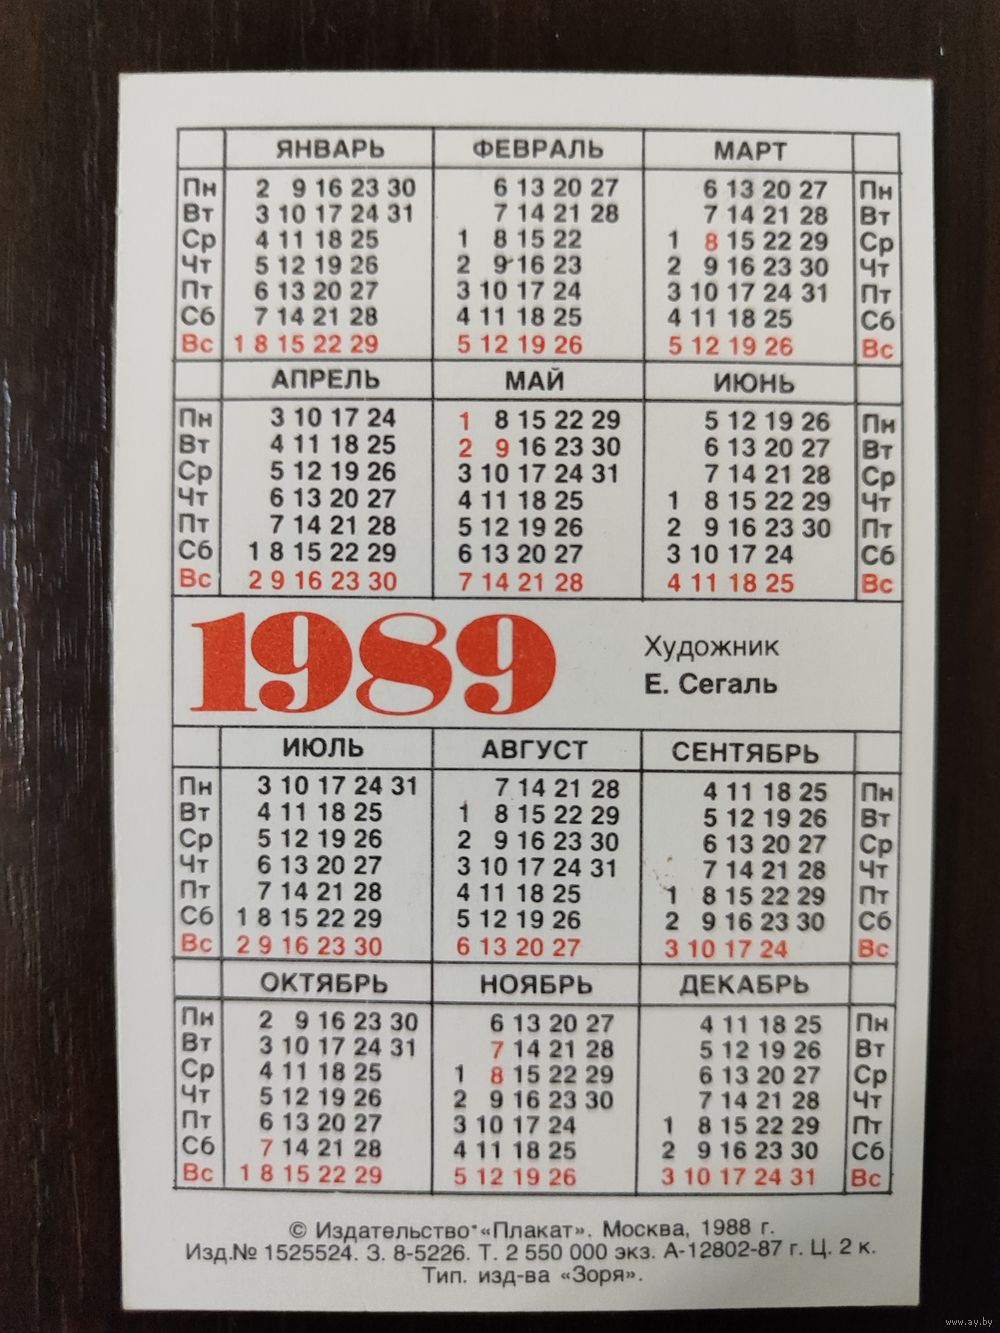 ЯНВАРЬ ФЕВРАЛЬ МАРТ
Пн 2 9 16 23 30 6 13 20 27 6 13 20 27 Пн
Вт 3 10 17 24 31 7 14 21 28 7 14 21 28 Вт
Ср 4 11 18 25 1 8 15 22 1 8 15 22 29 Ср
Чт 5 12 19 26 2 9 16 23 2 9 16 23 30 Чт
Пт 6 13 20 27 3 10 17 24 3 10 17 24 31 Пт
Сб 7 14 21 28 4 11 18 25 4 11 18 25 Сб
Вс 1 8 15 22 29 5 12 19 26 5 12 19 26 Вс
АПРЕЛЬ МАЙ ИЮНЬ
Пн 3 10 17 24 1 8 15 22 29 5 12 19 26 Пн
Вт 4 11 18 25 2 9 16 23 30 6 13 20 27 Вт
Ср 5 12 19 26 3 10 17 24 31 7 14 21 28 Ср
Чт 6 13 20 27 4 11 18 25 1 8 15 22 29 Чт
Пт 7 14 21 28 5 12 19 26 2 9 16 23 30 Пт
Сб 1 8 15 22 29 6 13 20 27 3 10 17 24 Сб
Вс 2 9 16 23 30 7 14 21 28 4 11 18 25 Вс
1989
Художник
Е. Сегаль
ИЮЛЬ АВГУСТ СЕНТЯБРЬ
Пн 3 10 17 24 31 7 14 21 28 4 11 18 25 Пн
Вт 4 11 18 25 1 8 15 22 29 5 12 19 26 Вт
Ср 5 12 19 26 2 9 16 23 30 6 13 20 27 Ср
Чт 6 13 20 27 3 10 17 24 31 7 14 21 28 Чт
Пт 7 14 21 28 4 11 18 25 1 8 15 22 29 Пт
Сб 1 8 15 22 29 5 12 19 26 2 9 16 23 30 Сб
Вс 2 9 16 23 30 6 13 20 27 3 10 17 24 Вс
ОКТЯБРЬ НОЯБРЬ ДЕКАБРЬ
Пн 2 9 16 23 30 6 13 20 27 4 11 18 25 Пн
Вт 3 10 17 24 31 7 14 21 28 5 12 19 26 Вт
Ср 4 11 18 25 1 8 15 22 29 6 13 20 27 Ср
Чт 5 12 19 26 2 9 16 23 30 7 14 21 28 Чт
Пт 6 13 20 27 3 10 17 24 1 8 15 22 29 Пт
Сб 7 14 21 28 4 11 18 25 2 9 16 23 30 Сб
Вс 1 8 15 22 29 5 12 19 26 3 10 17 24 31 Вс
© Издательство «Плакат». Москва, 1988 г.
Изд.№ 1525524. З. 8-5226. Т. 2 550 000 экз. А-12802-87 г. Ц. 2 к.
Тип. изд-ва «Зоря».
www.ay.by